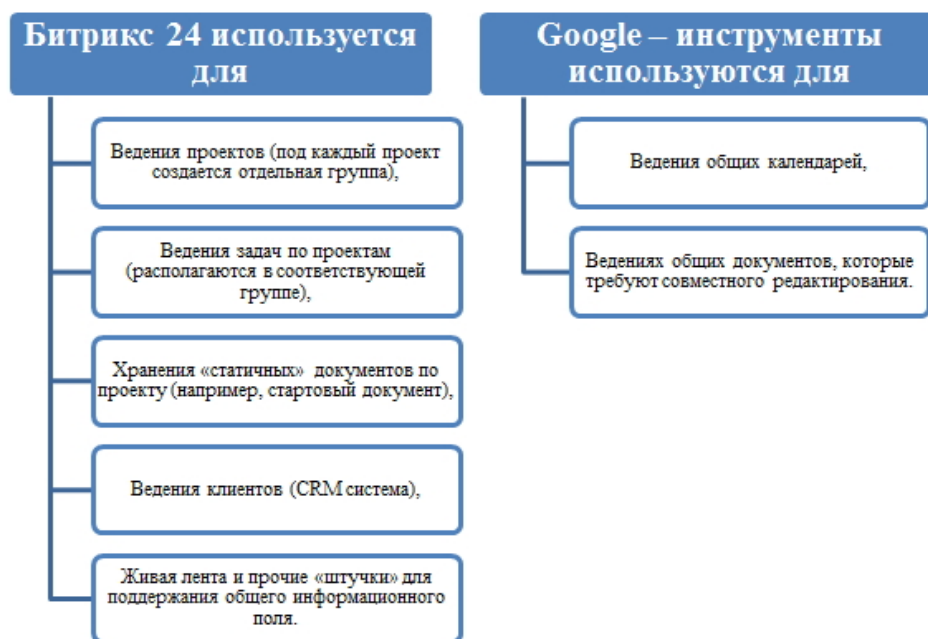 Битрикс 24 используется
для
Ведения проектов (под каждый проект
создается отдельная группа),
Ведения задач по проектам
(располагаются в соответствующей
группе),
Хранения «статичных» документов по
проекту (например, стартовый документ),
Ведения клиентов (CRM система),
Живая лента и прочие «штучки» для
поддержания общего информационного
поля.
Google – инструменты
используются для
Ведения общих календарей,
Ведениях общих документов, которые
требуют совместного редактирования.